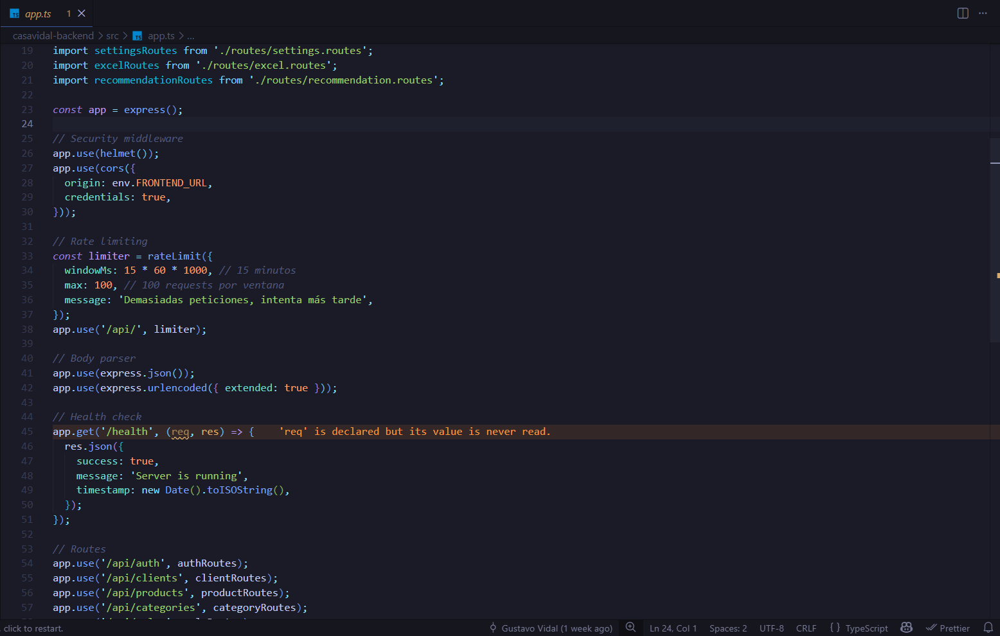 TS app.ts 1
casavidal-backend > src > TS app.ts > ...
19 import settingsRoutes from './routes/settings.routes';
20 import excelRoutes from './routes/excel.routes';
21 import recommendationRoutes from './routes/recommendation.routes';
22
23 const app = express();
24
25 // Security middleware
26 app.use(helmet());
27 app.use(cors({
28   origin: env.FRONTEND_URL,
29   credentials: true,
30 }));
31
32 // Rate limiting
33 const limiter = rateLimit({
34   windowMs: 15 * 60 * 1000, // 15 minutos
35   max: 100, // 100 requests por ventana
36   message: 'Demasiadas peticiones, intenta más tarde',
37 });
38 app.use('/api/', limiter);
39
40 // Body parser
41 app.use(express.json());
42 app.use(express.urlencoded({ extended: true }));
43
44 // Health check
45 app.get('/health', (req, res) => {    'req' is declared but its value is never read.
46   res.json({
47     success: true,
48     message: 'Server is running',
49     timestamp: new Date().toISOString(),
50   });
51 });
52
53 // Routes
54 app.use('/api/auth', authRoutes);
55 app.use('/api/clients', clientRoutes);
56 app.use('/api/products', productRoutes);
57 app.use('/api/categories', categoryRoutes);
click to restart. Gustavo Vidal (1 week ago) Ln 24, Col 1 Spaces: 2 UTF-8 CRLF {} TypeScript Prettier